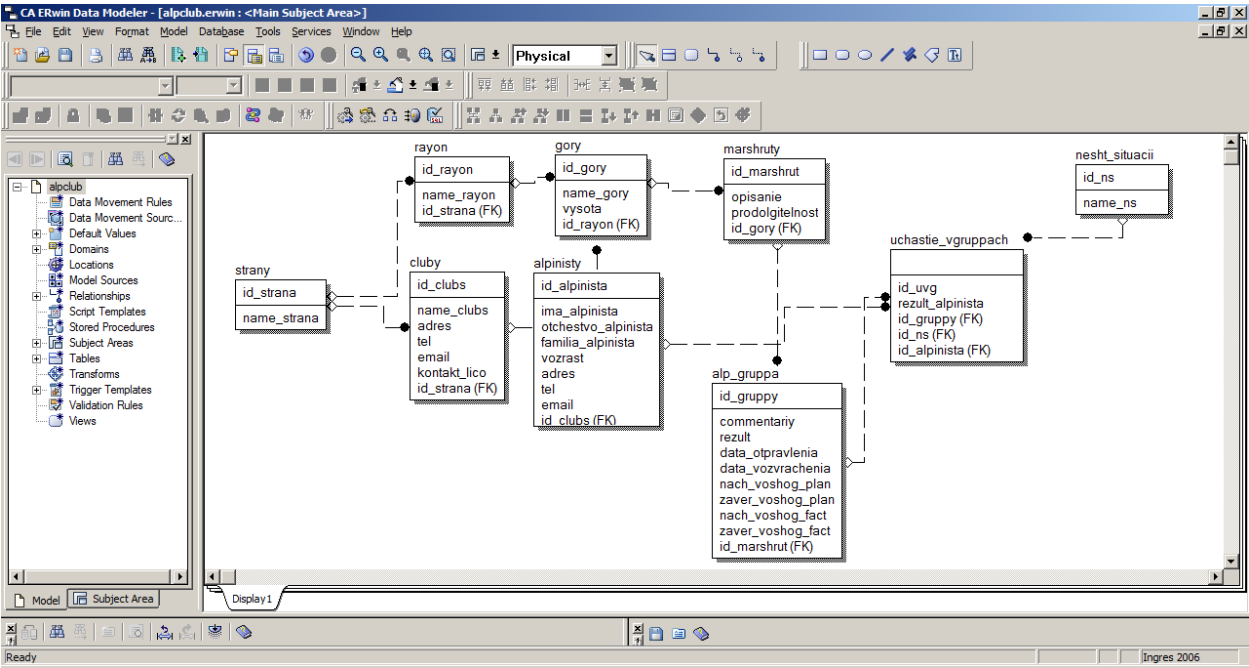 CA ERwin Data Modeler - [alpclub.erwin : <Main Subject Area>]
File Edit View Format Model Database Tools Services Window Help
Physical
alpclub
Data Movement Rules
Data Movement Sourc...
Default Values
Domains
Locations
Model Sources
Relationships
Script Templates
Stored Procedures
Subject Areas
Tables
Transforms
Trigger Templates
Validation Rules
Views
Model
Subject Area
strany
id_strana
name_strana
rayon
id_rayon
name_rayon
id_strana (FK)
cluby
id_clubs
name_clubs
adres
tel
email
kontakt_lico
id_strana (FK)
gory
id_gory
name_gory
vysota
id_rayon (FK)
alpinisty
id_alpinista
ima_alpinista
otchestvo_alpinista
familia_alpinista
vozrast
adres
tel
email
id_clubs (FK)
marshruty
id_marshrut
opisanie
prodolgitelnost
id_gory (FK)
alp_gruppa
id_gruppy
commentariy
rezult
data_otpravlenia
data_vozvrachenia
nach_voshog_plan
zaver_voshog_plan
nach_voshog_fact
zaver_voshog_fact
id_marshrut (FK)
nesht_situacii
id_ns
name_ns
uchastie_vgruppach
id_uvg
rezult_alpinista
id_gruppy (FK)
id_ns (FK)
id_alpinista (FK)
Display1
Ready
Ingres 2006